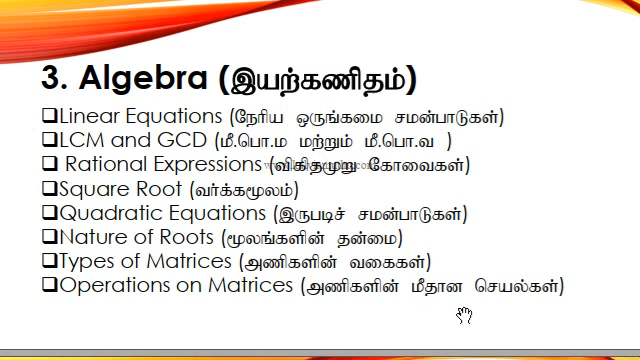 3. Algebra (இயற்கணிதம்)
❑Linear Equations (நேரிய ஒருங்கமை சமன்பாடுகள்)
❑LCM and GCD (மீ.பொ.ம மற்றும் மீ.பொ.வ )
❑ Rational Expressions (விகிதமுறு கோவைகள்)
❑Square Root (வர்க்கமூலம்)
❑Quadratic Equations (இருபடிச் சமன்பாடுகள்)
❑Nature of Roots (மூலங்களின் தன்மை)
❑Types of Matrices (அணிகளின் வகைகள்)
❑Operations on Matrices (அணிகளின் மீதான செயல்கள்)